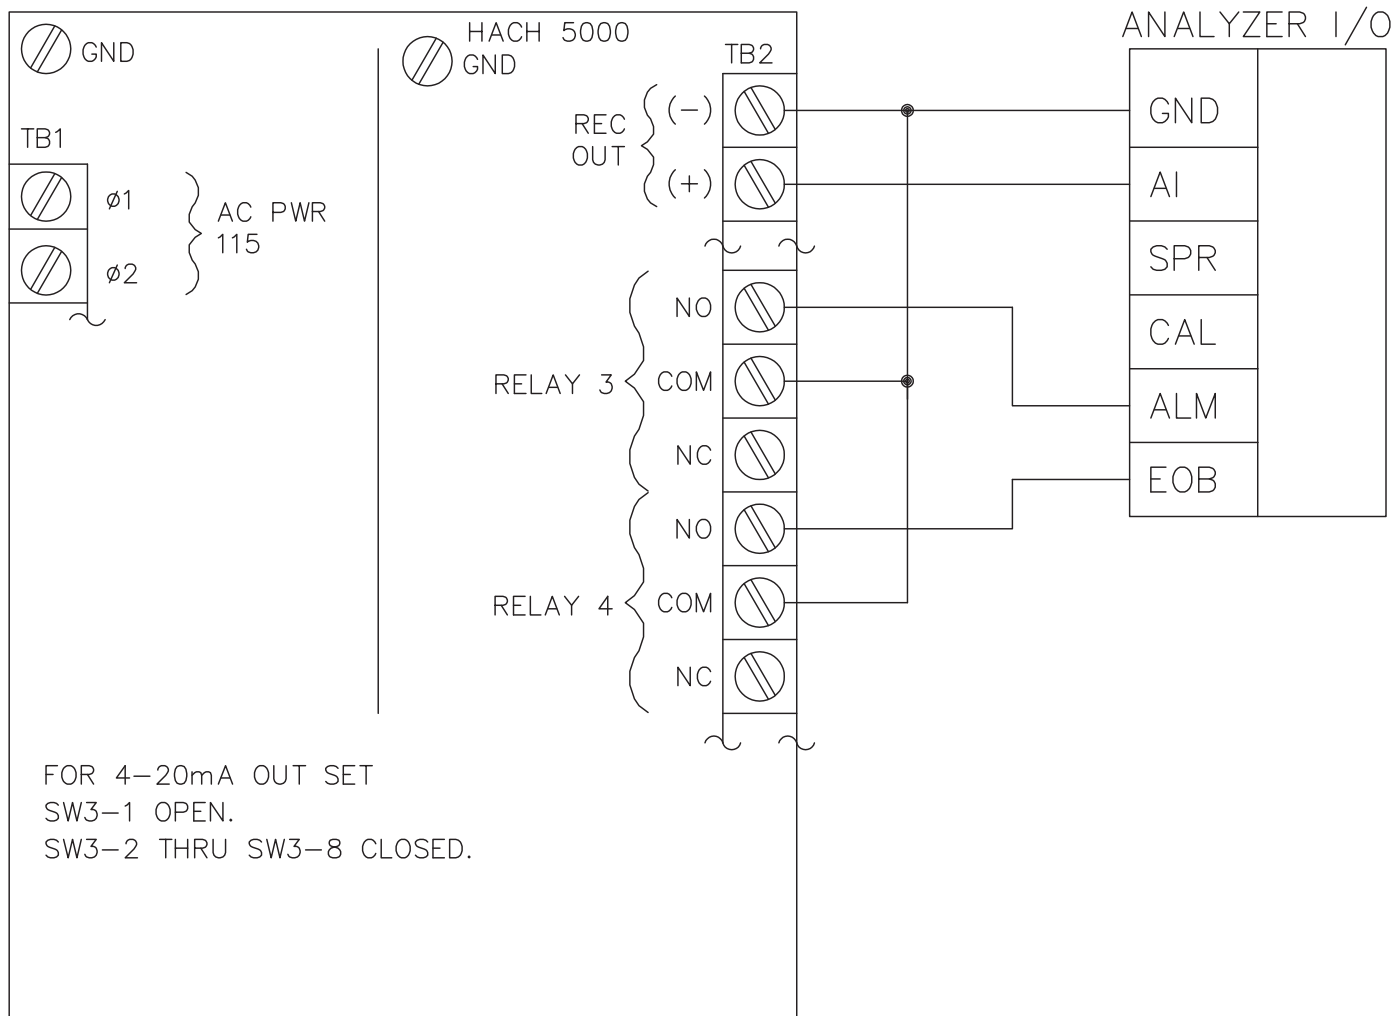 GND
HACH 5000
GND
TB1
ø1
ø2
AC PWR
115
TB2
REC
OUT
(-)
(+)
RELAY 3
NO
COM
NC
RELAY 4
NO
COM
NC
ANALYZER I/O
GND
AI
SPR
CAL
ALM
EOB
FOR 4-20mA OUT SET
SW3-1 OPEN.
SW3-2 THRU SW3-8 CLOSED.